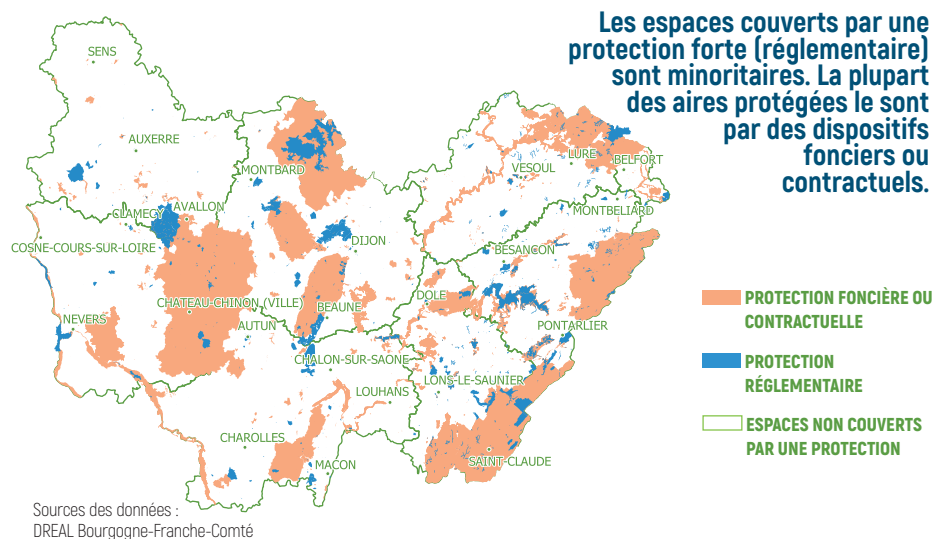 Les espaces couverts par une
protection forte (réglementaire)
sont minoritaires. La plupart
des aires protégées le sont
par des dispositifs
fonciers ou
contractuels.
SENS
AUXERRE
MONTBARD
LURE
BELFORT
VESOUL
CLAMECY
AVALLON
MONTBELIARD
COSNE-COURS-SUR-LOIRE
DIJON
BESANCON
CHATEAU-CHINON (VILLE)
BEAUNE
DOLE
NEVERS
AUTUN
PONTARLIER
CHALON-SUR-SAONE
LONS-LE-SAUNIER
LOUHANS
CHAROLLES
MACON
SAINT-CLAUDE
PROTECTION FONCIÈRE OU
CONTRACTUELLE
PROTECTION
RÉGLEMENTAIRE
ESPACES NON COUVERTS
PAR UNE PROTECTION
Sources des données :
DREAL Bourgogne-Franche-Comté